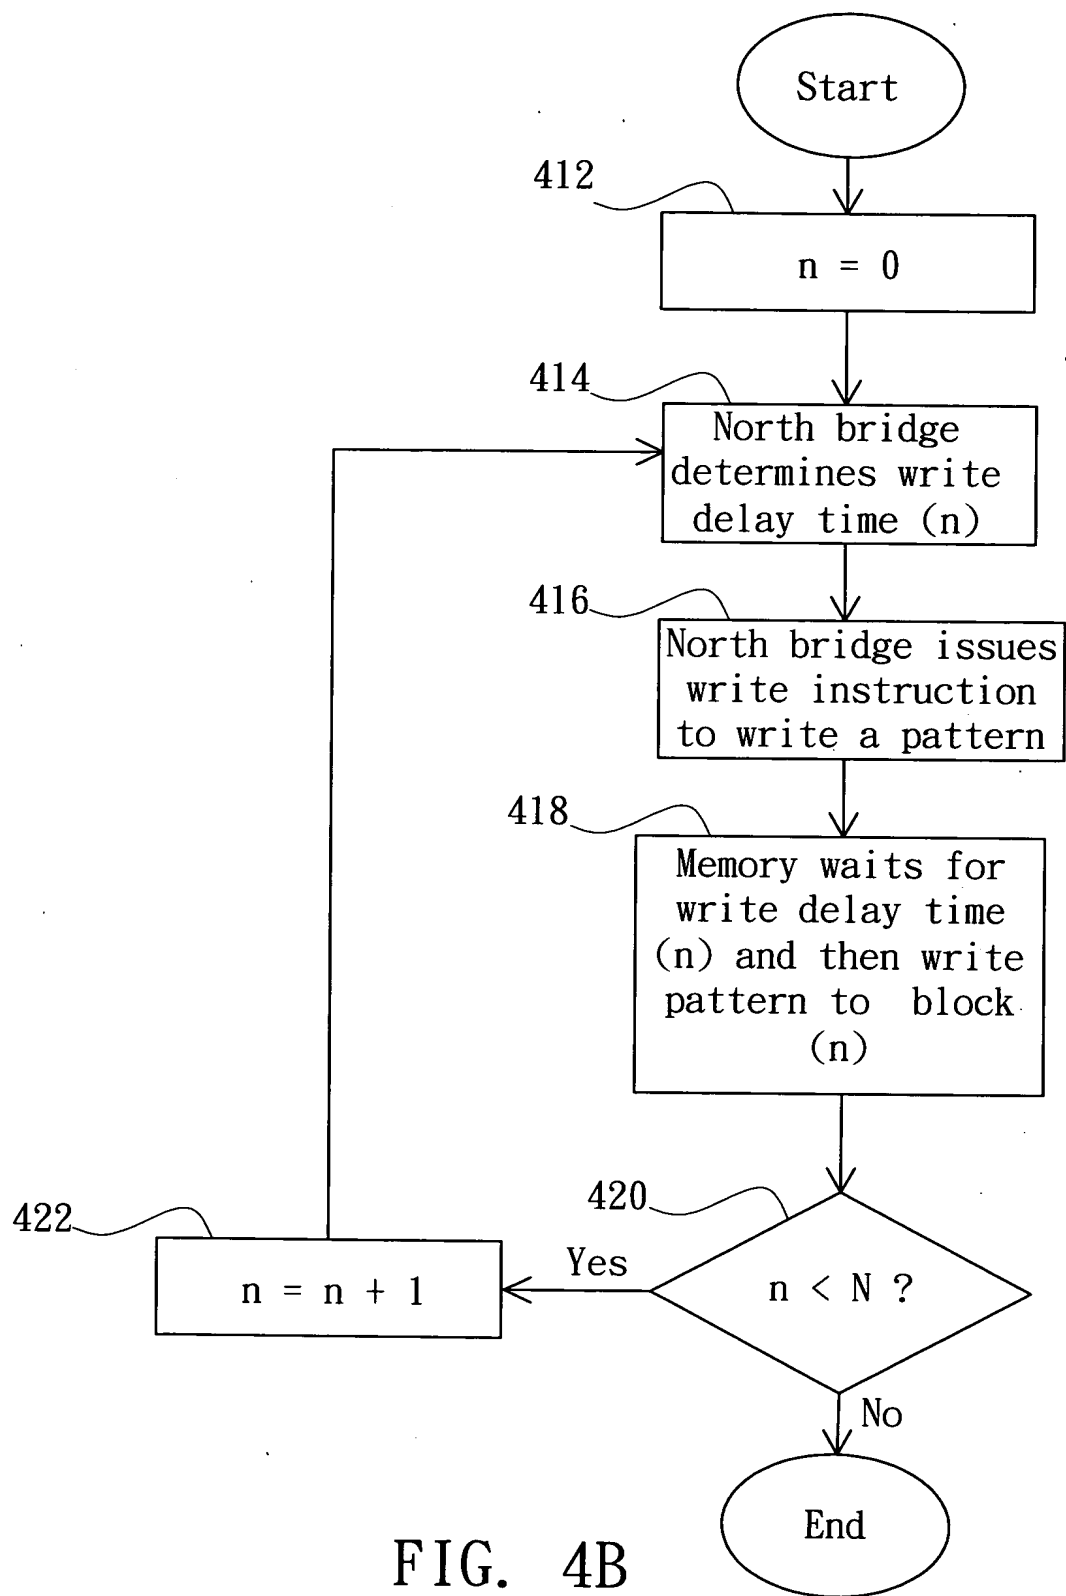 Start
412
n = 0
414
North bridge
determines write
delay time (n)
416
North bridge issues
write instruction
to write a pattern
418
Memory waits for
write delay time
(n) and then write
pattern to block
(n)
420
n < N ?
Yes
422
n = n + 1
No
End
FIG. 4B